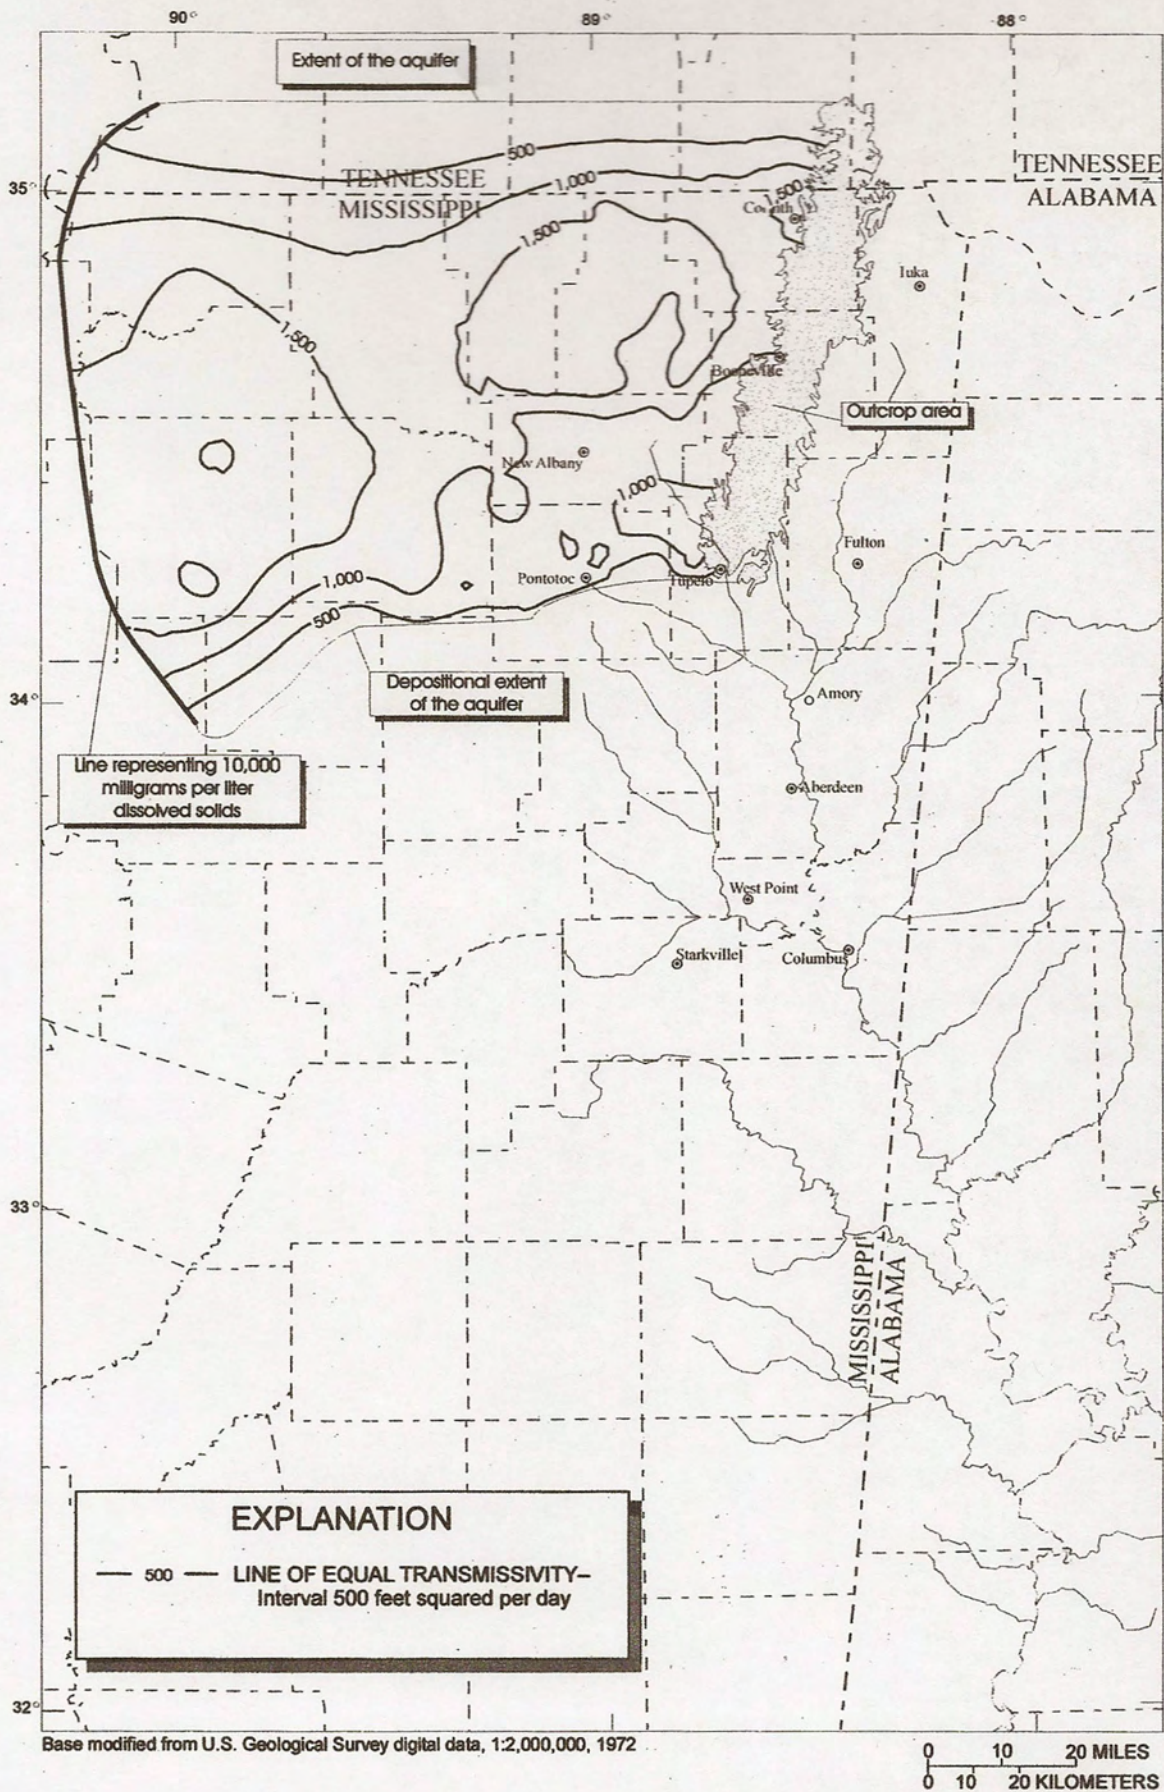 90°
89°
88°
Extent of the aquifer
500
35°
TENNESSEE
MISSISSIPPI
1,000
1,500
Corinth
TENNESSEE
ALABAMA
1,500
Iuka
1,500
Booneville
Outcrop area
New Albany
1,000
Fulton
1,000
Pontotoc
Tupelo
500
34°
Depositional extent
of the aquifer
Amory
Line representing 10,000
milligrams per liter
dissolved solids
Aberdeen
West Point
Starkville
Columbus
33°
MISSISSIPPI
ALABAMA
EXPLANATION
500 LINE OF EQUAL TRANSMISSIVITY–
Interval 500 feet squared per day
32°
Base modified from U.S. Geological Survey digital data, 1:2,000,000, 1972
0 10 20 MILES
0 10 20 KILOMETERS